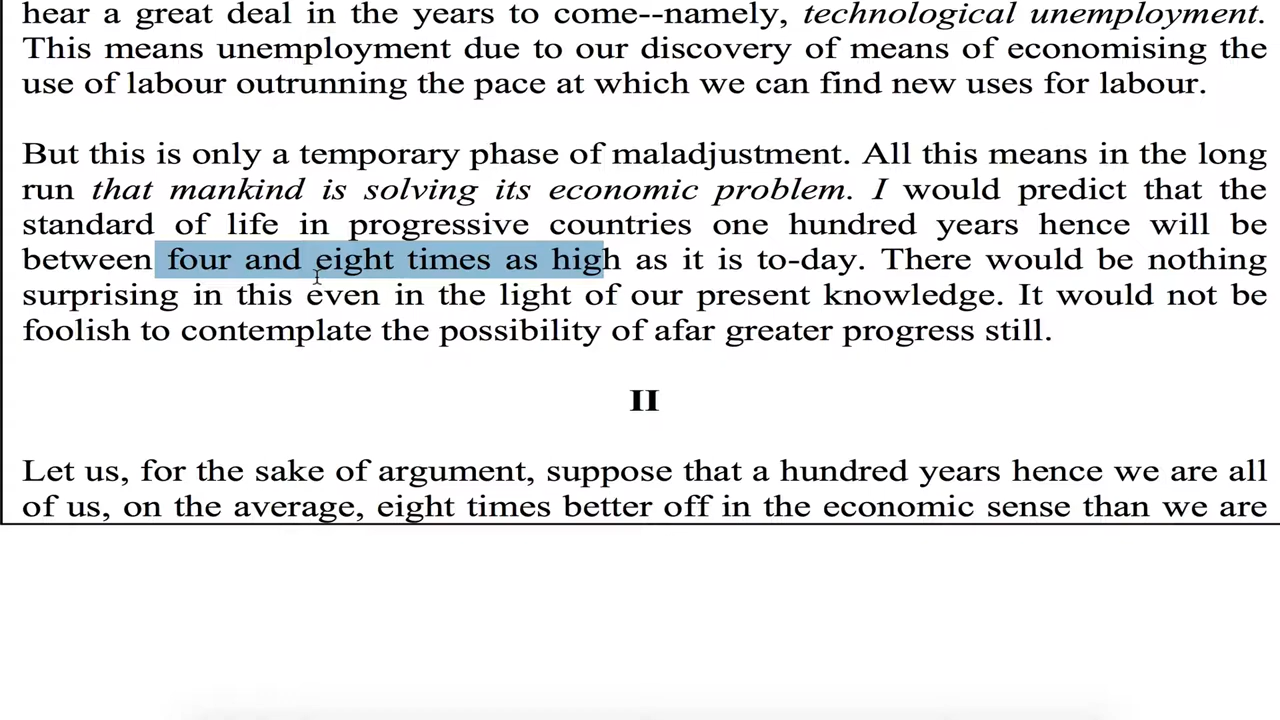 hear a great deal in the years to come--namely, technological unemployment.
This means unemployment due to our discovery of means of economising the
use of labour outrunning the pace at which we can find new uses for labour.
But this is only a temporary phase of maladjustment. All this means in the long
run that mankind is solving its economic problem. I would predict that the
standard of life in progressive countries one hundred years hence will be
between four and eight times as high as it is to-day. There would be nothing
surprising in this even in the light of our present knowledge. It would not be
foolish to contemplate the possibility of afar greater progress still.
II
Let us, for the sake of argument, suppose that a hundred years hence we are all
of us, on the average, eight times better off in the economic sense than we are